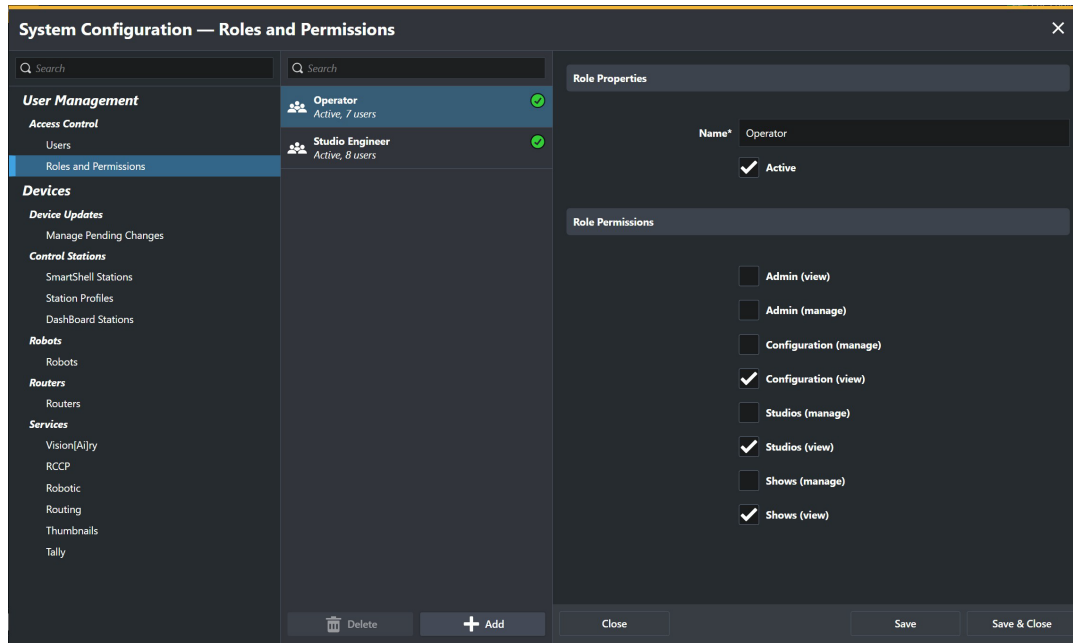 System Configuration — Roles and Permissions
Search
User Management
Access Control
Users
Roles and Permissions
Devices
Device Updates
Manage Pending Changes
Control Stations
SmartShell Stations
Station Profiles
DashBoard Stations
Robots
Robots
Routers
Routers
Services
Vision[Ai]ry
RCCP
Robotic
Routing
Thumbnails
Tally
Search
Operator
Active, 7 users
Studio Engineer
Active, 8 users
Delete
Add
Role Properties
Name* Operator
Active
Role Permissions
Admin (view)
Admin (manage)
Configuration (manage)
Configuration (view)
Studios (manage)
Studios (view)
Shows (manage)
Shows (view)
Close
Save
Save & Close